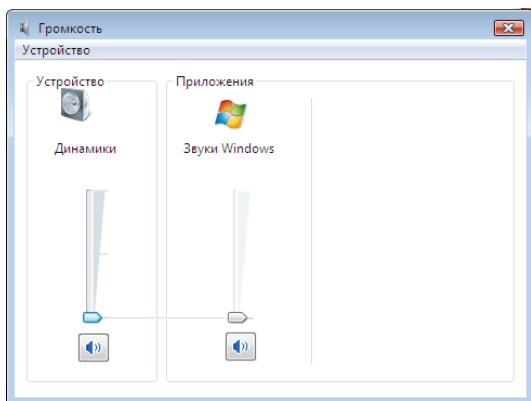 Громкость
Устройство
Устройство
Приложения
Динамики
Звуки Windows